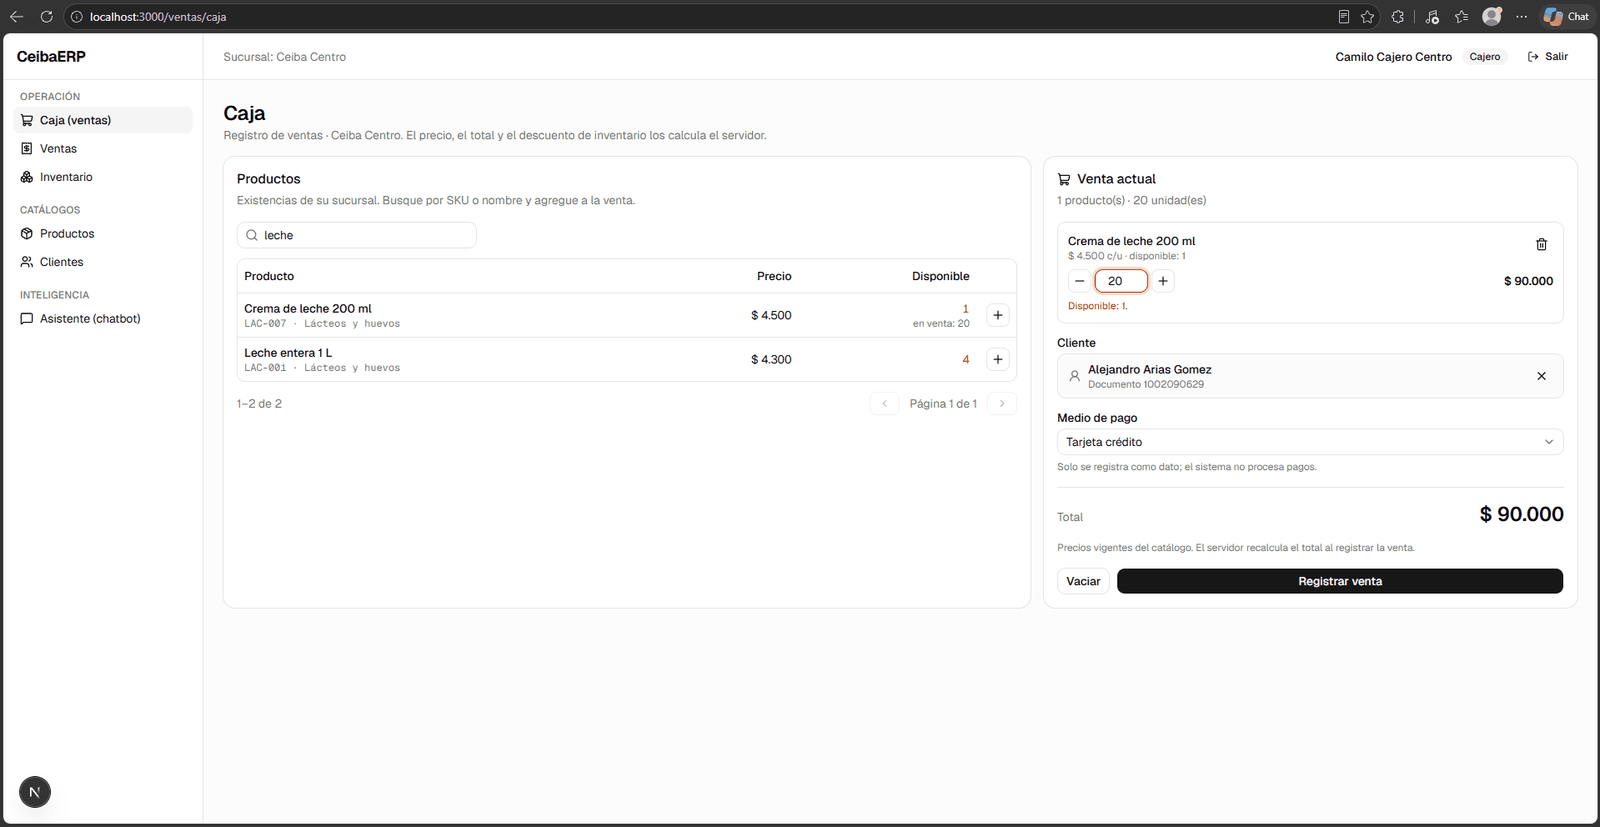 localhost:3000/ventas/caja
Chat
CeibaERP
Sucursal: Ceiba Centro
Camilo Cajero Centro
Cajero
Salir
OPERACIÓN
Caja (ventas)
Ventas
Inventario
CATÁLOGOS
Productos
Clientes
INTELIGENCIA
Asistente (chatbot)
N
Caja
Registro de ventas · Ceiba Centro. El precio, el total y el descuento de inventario los calcula el servidor.
Productos
Existencias de su sucursal. Busque por SKU o nombre y agregue a la venta.
leche
Producto Precio Disponible
Crema de leche 200 ml
LAC-007 · Lácteos y huevos
$ 4.500
1
en venta: 20
Leche entera 1 L
LAC-001 · Lácteos y huevos
$ 4.300
4
1–2 de 2
Página 1 de 1
Venta actual
1 producto(s) · 20 unidad(es)
Crema de leche 200 ml
$ 4.500 c/u · disponible: 1
20
$ 90.000
Disponible: 1.
Cliente
Alejandro Arias Gomez
Documento 1002090629
Medio de pago
Tarjeta crédito
Solo se registra como dato; el sistema no procesa pagos.
Total
$ 90.000
Precios vigentes del catálogo. El servidor recalcula el total al registrar la venta.
Vaciar
Registrar venta